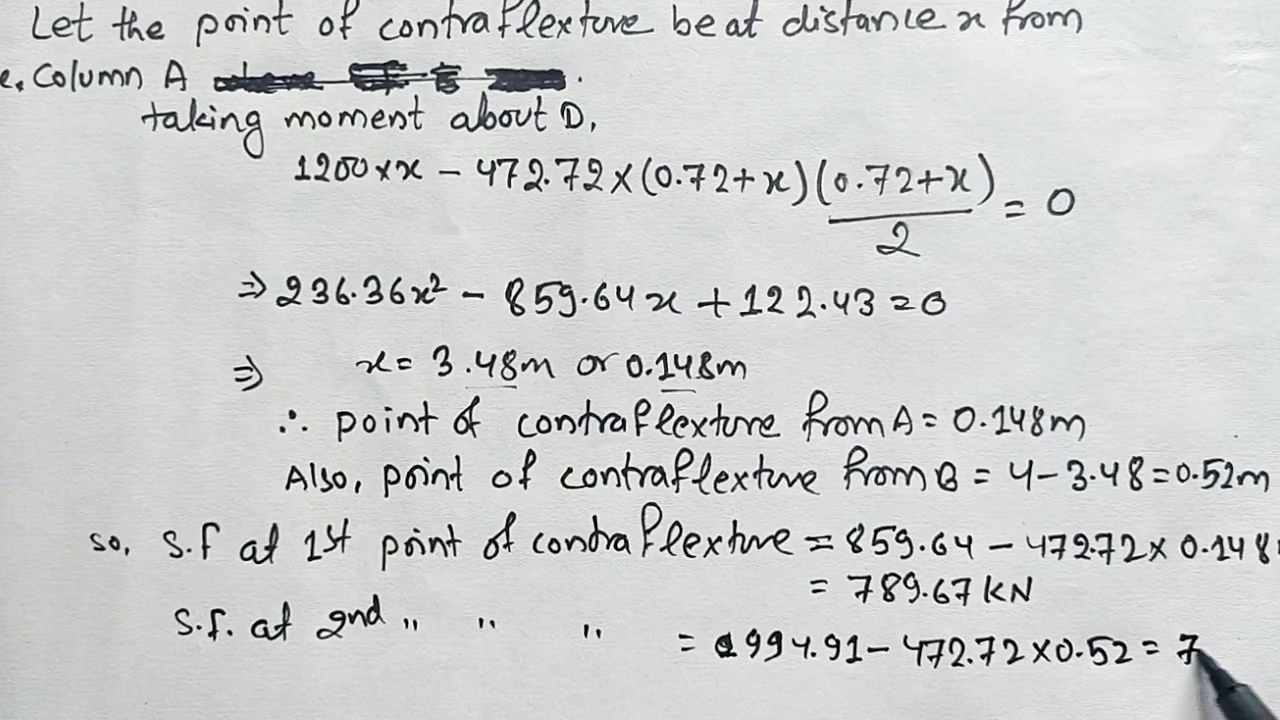 Let the point of contraflexture be at distance x from
e. Column A
taking moment about D,
1200 × x - 472.72 × (0.72+x) (0.72+x)/2 = 0
⇒ 236.36x² - 859.64x + 122.43 = 0
⇒ x = 3.48m or 0.148m
∴ point of contraflexture from A = 0.148m
Also, point of contraflexture from B = 4-3.48 = 0.52m
so, S.f at 1st point of contraflexture = 859.64 - 472.72 × 0.148
= 789.67 KN
S.f. at 2nd " " " = 994.91 - 472.72 × 0.52 = 7